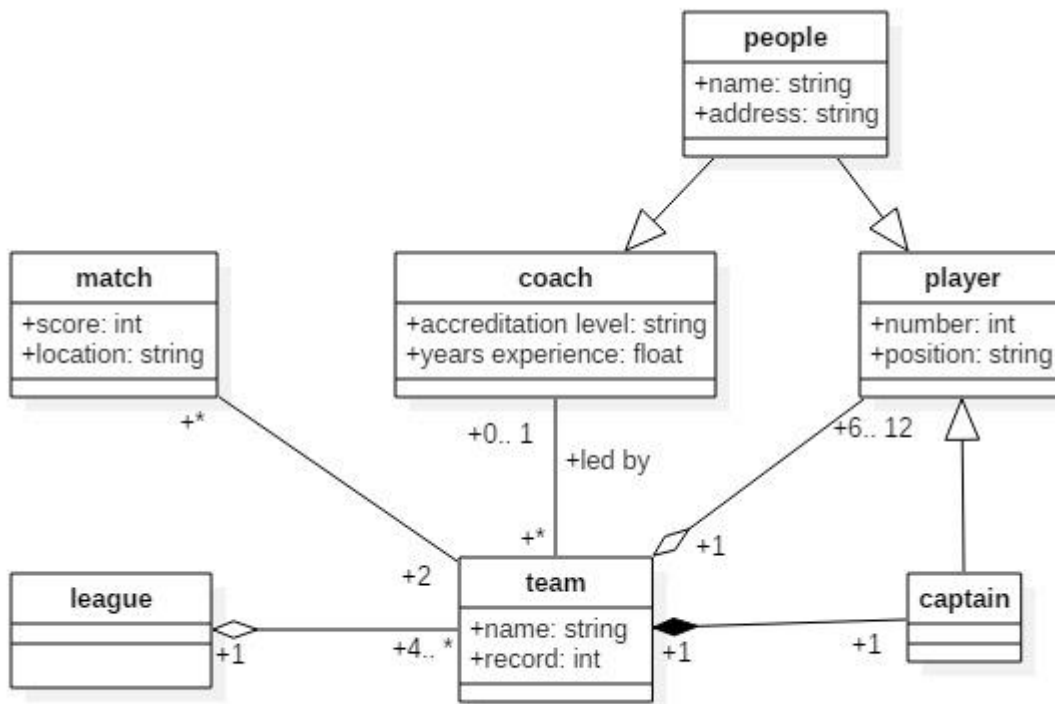 people
+name: string
+address: string
match
+score: int
+location: string
coach
+accreditation level: string
+years experience: float
player
+number: int
+position: string
+*
+0.. 1
+led by
+6.. 12
+*
+1
+2
league
+1
+4.. *
team
+name: string
+record: int
+1
captain
+1